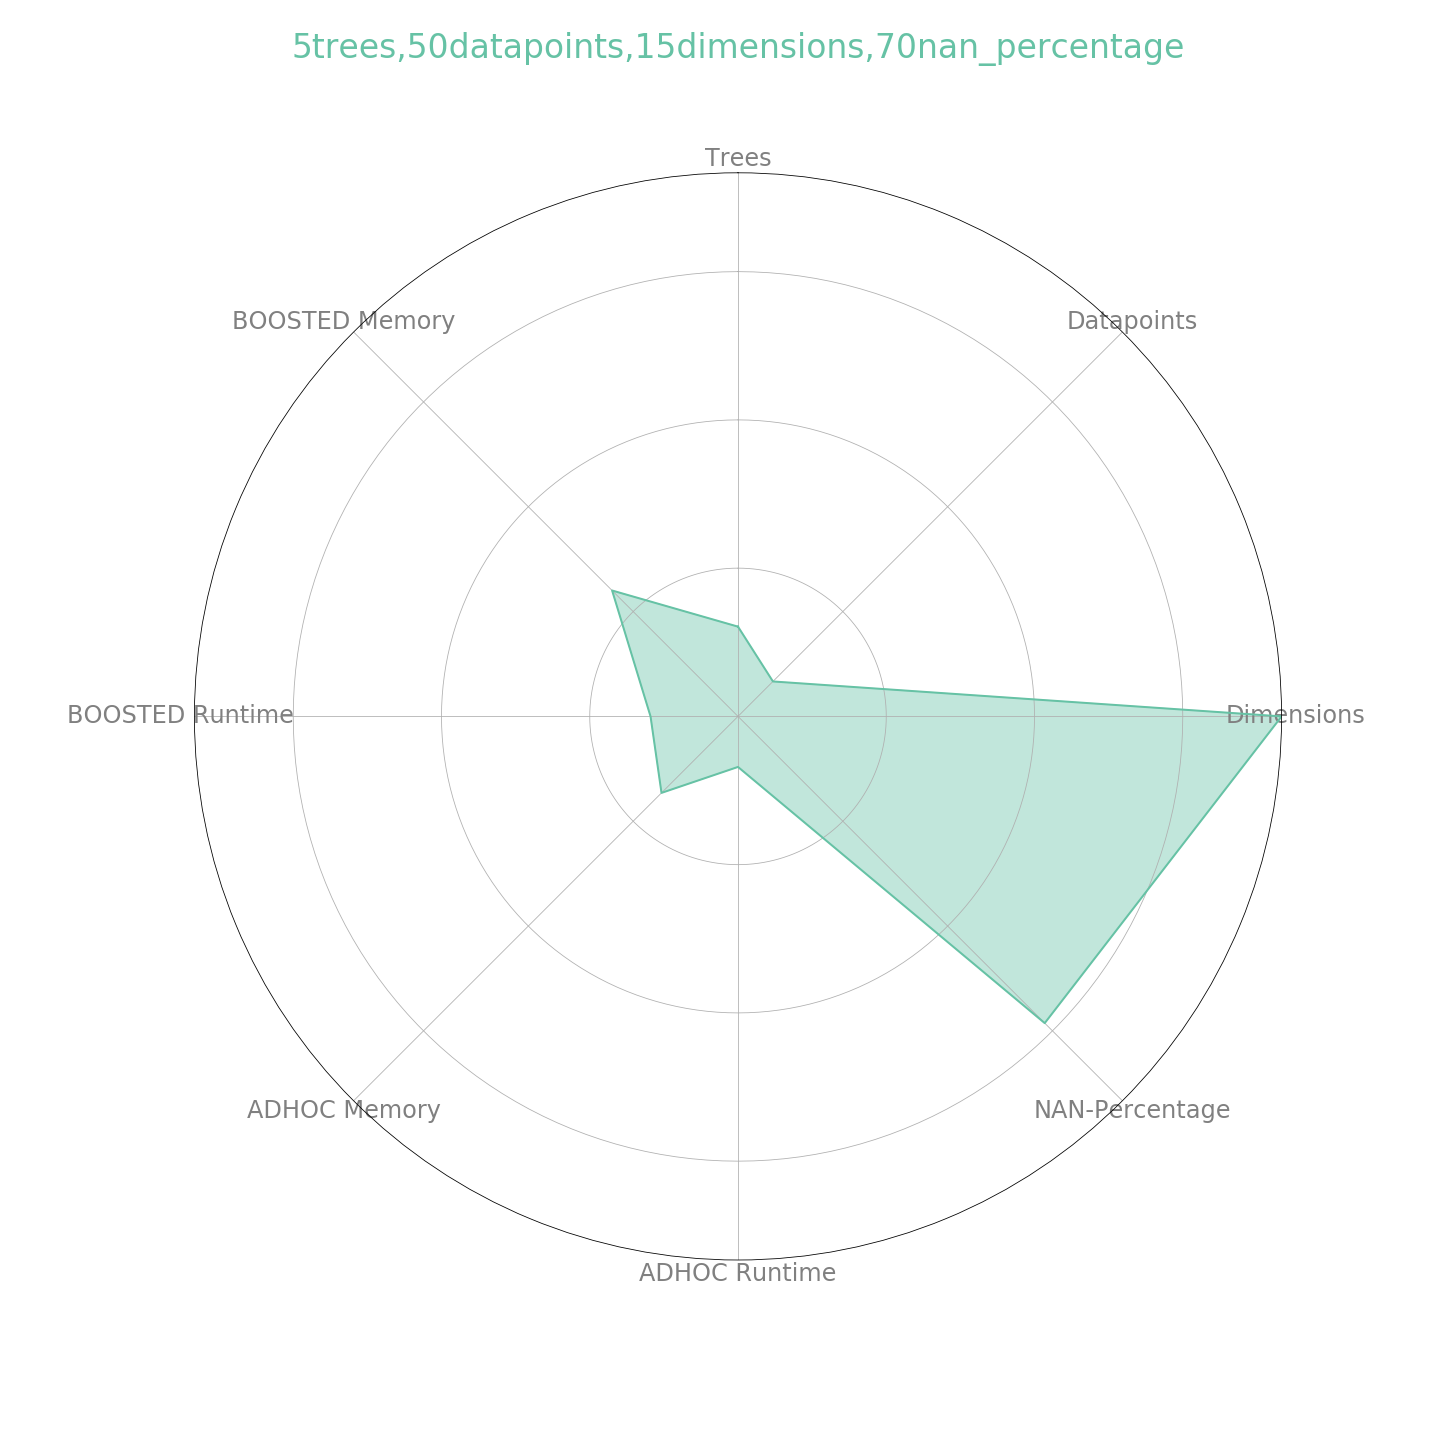 5trees,50datapoints,15dimensions,70nan_percentage
Trees
BOOSTED Memory
Datapoints
BOOSTED Runtime
Dimensions
ADHOC Memory
NAN-Percentage
ADHOC Runtime